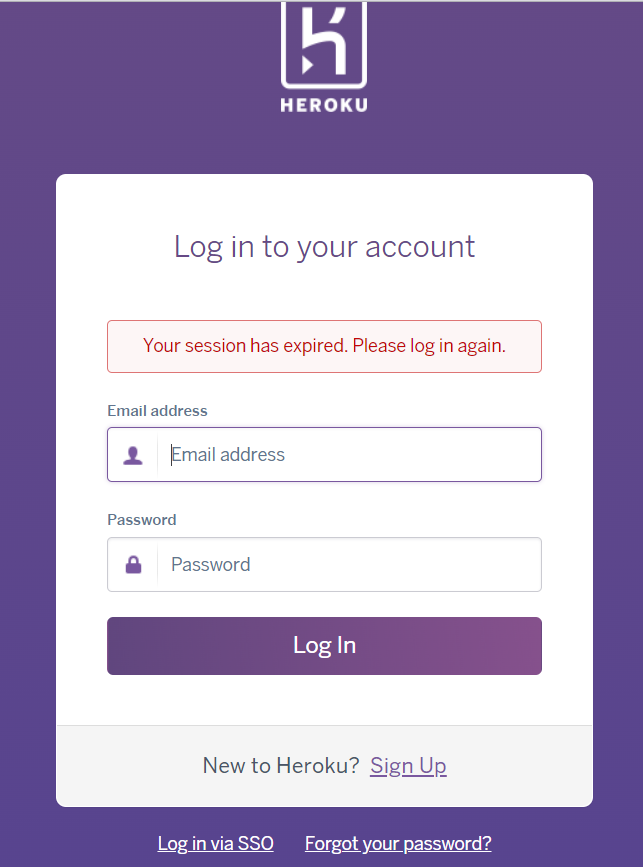 HEROKU
Log in to your account
Your session has expired. Please log in again.
Email address
Email address
Password
Password
Log In
New to Heroku? Sign Up
Log in via SSO Forgot your password?